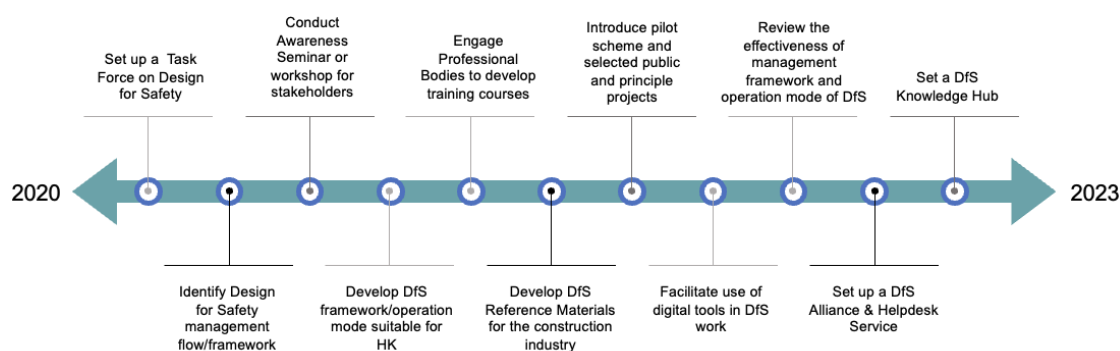 Set up a Task
Force on Design
for Safety
Conduct
Awareness
Seminar or
workshop for
stakeholders
Engage
Professional
Bodies to develop
training courses
Introduce pilot
scheme and
selected public
and principle
projects
Review the
effectiveness of
management
framework and
operation mode of DfS
Set a DfS
Knowledge Hub
2020
2023
Identify Design
for Safety
management
flow/framework
Develop DfS
framework/operation
mode suitable for
HK
Develop DfS
Reference Materials
for the construction
industry
Facilitate use of
digital tools in DfS
work
Set up a DfS
Alliance & Helpdesk
Service